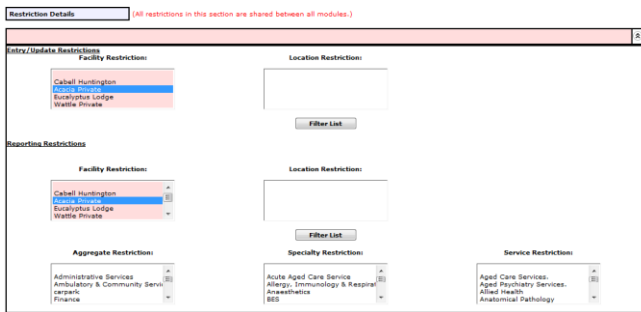 Restriction Details (All restrictions in this section are shared between all modules.)
Entry/Update Restrictions
Facility Restriction: Location Restriction:
Cabell Huntington
Acacia Private
Eucalyptus Lodge
Wattle Private
Filter List
Reporting Restrictions
Facility Restriction: Location Restriction:
Cabell Huntington
Acacia Private
Eucalyptus Lodge
Wattle Private
Filter List
Aggregate Restriction: Specialty Restriction: Service Restriction:
Administrative Services Acute Aged Care Service Aged Care Services.
Ambulatory & Community Servic Allergy, Immunology & Respirat Aged Psychiatry Services.
carpark Anaesthetics Allied Health
Finance BES Anatomical Pathology